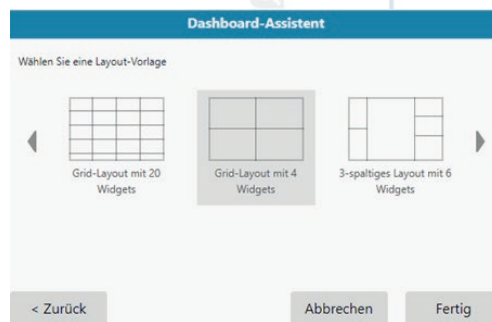 Dashboard-Assistent
Wählen Sie eine Layout-Vorlage
Grid-Layout mit 20
Widgets
Grid-Layout mit 4
Widgets
3-spaltiges Layout mit 6
Widgets
< Zurück
Abbrechen
Fertig